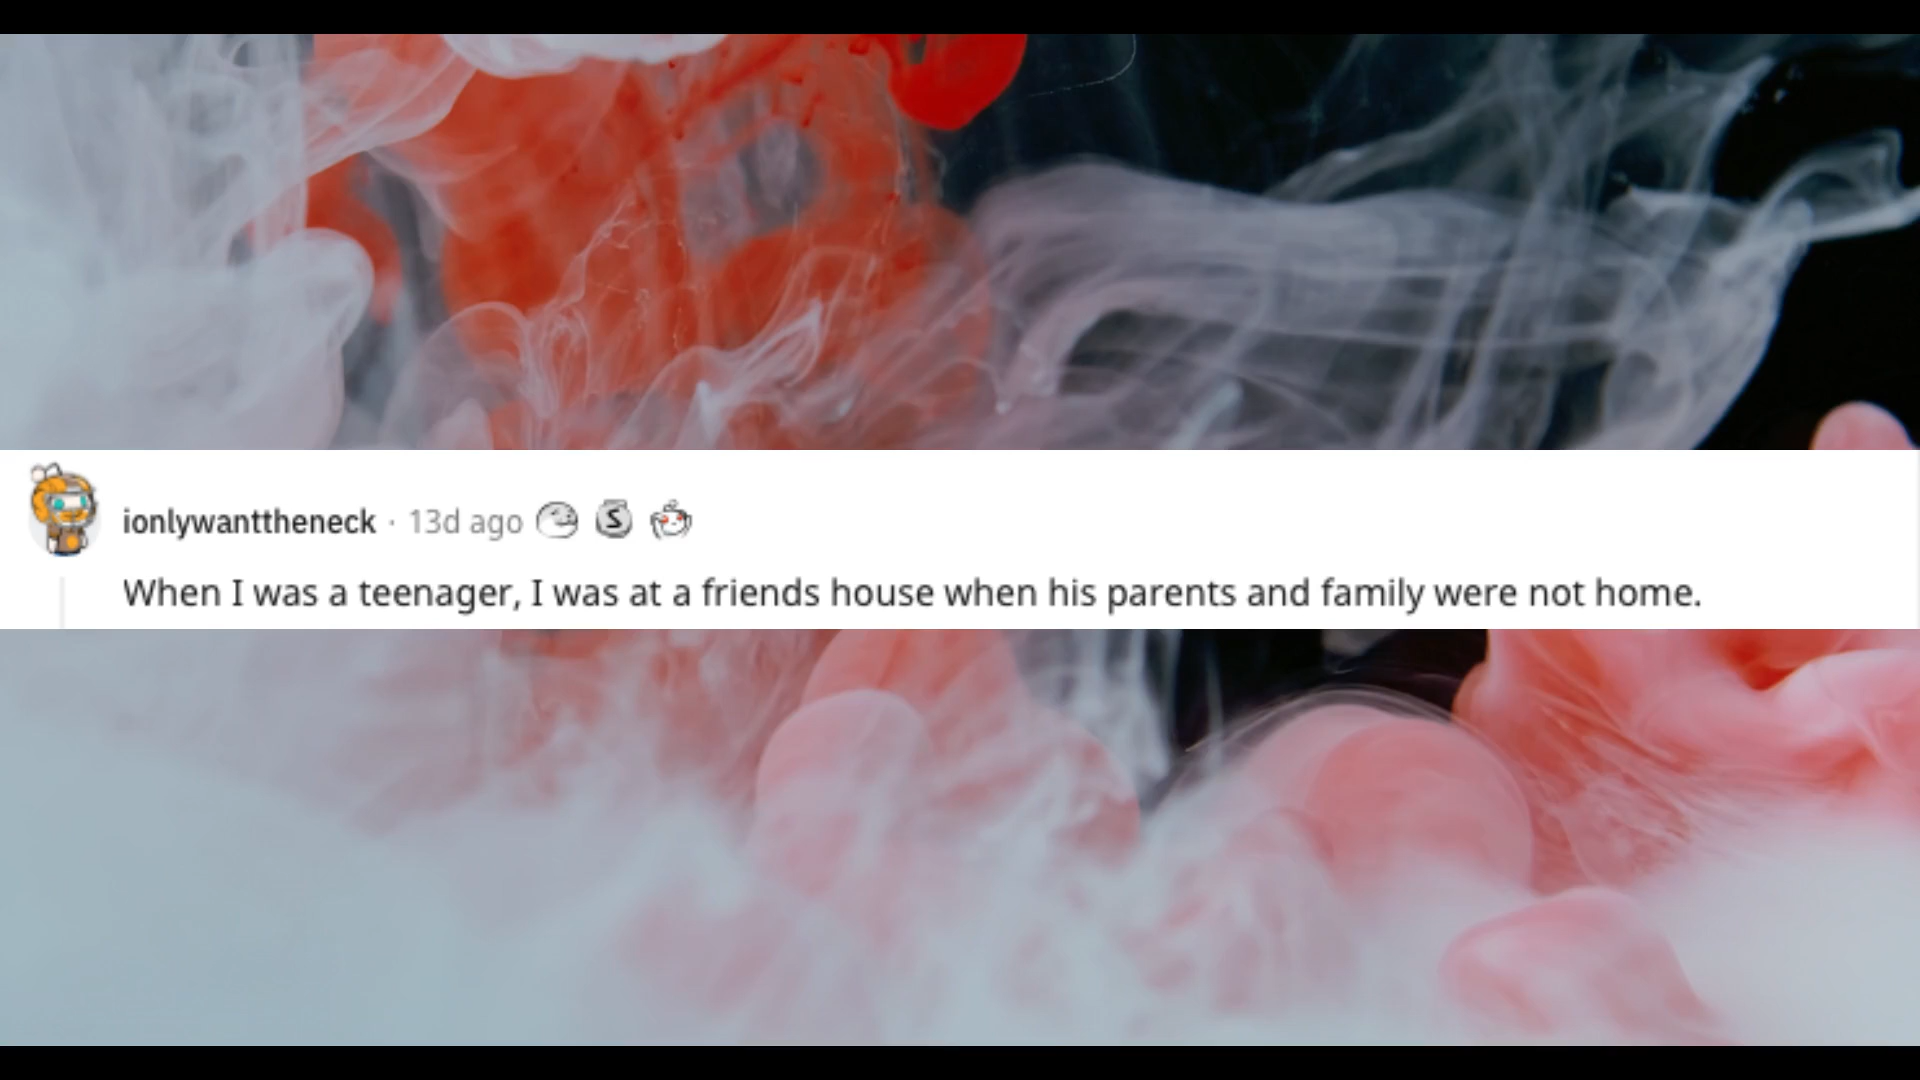 ionlywanttheneck · 13d ago
When I was a teenager, I was at a friends house when his parents and family were not home.